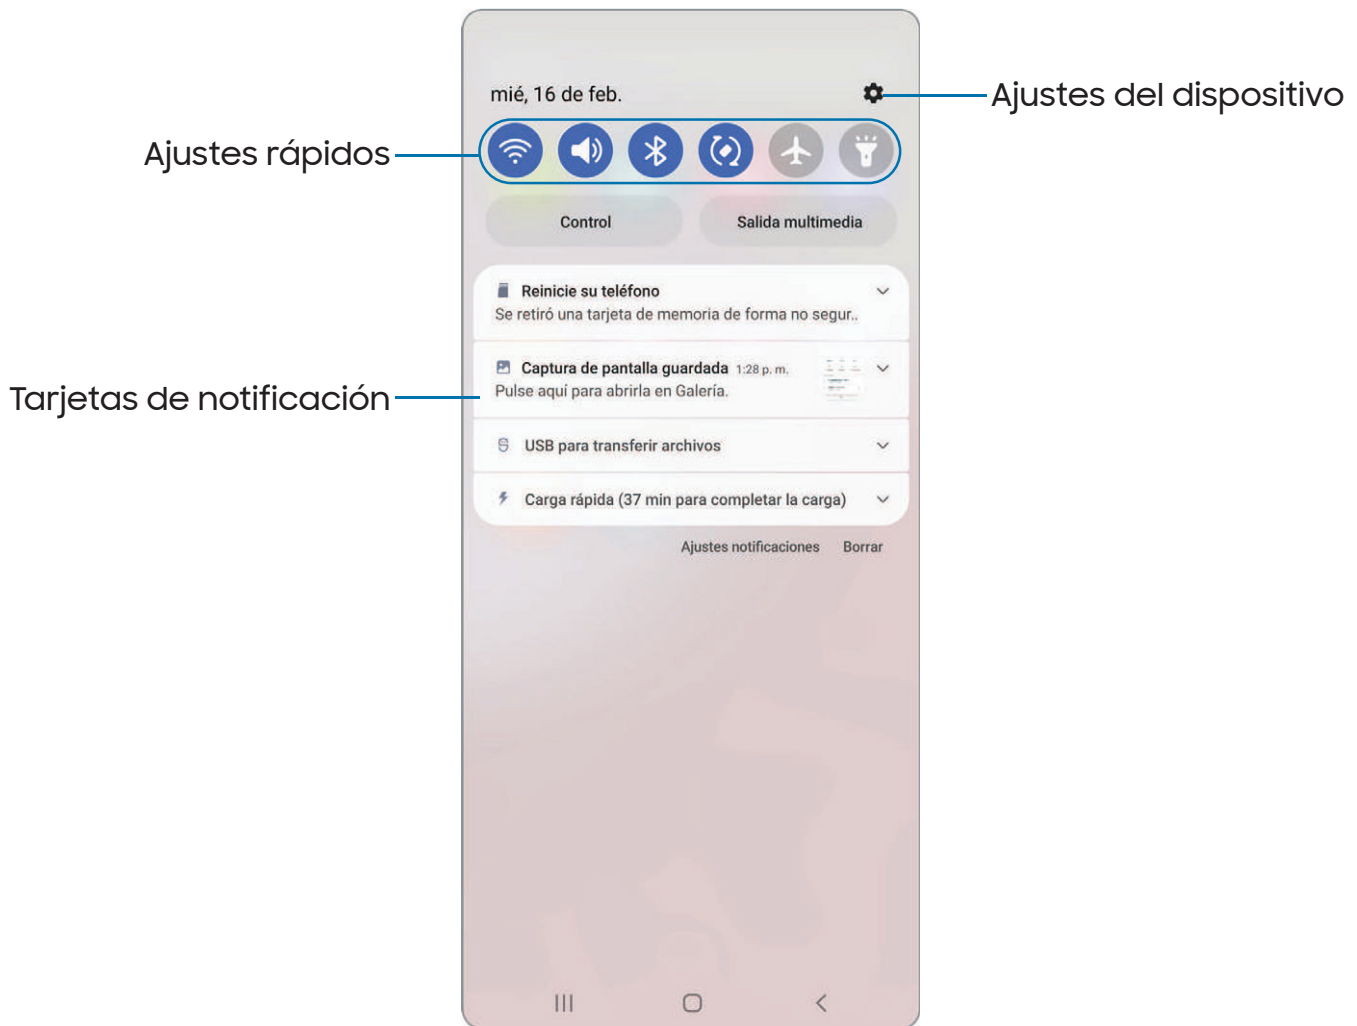 mié, 16 de feb.
Ajustes del dispositivo
Ajustes rápidos
Control
Salida multimedia
Reinicie su teléfono
Se retiró una tarjeta de memoria de forma no segur..
Captura de pantalla guardada 1:28 p. m.
Pulse aquí para abrirla en Galería.
Tarjetas de notificación
USB para transferir archivos
Carga rápida (37 min para completar la carga)
Ajustes notificaciones
Borrar